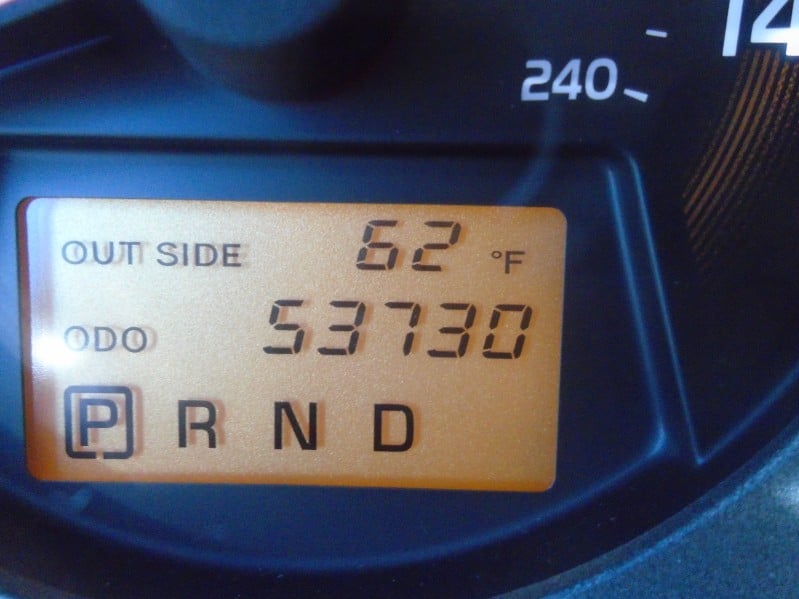 240
14
OUT SIDE 62 °F
ODO 53730
P R N D